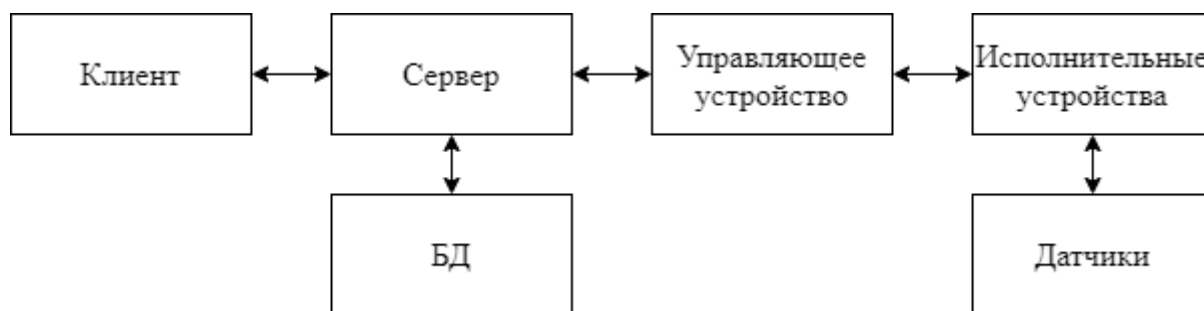 Клиент
Сервер
Управляющее
устройство
Исполнительные
устройства
БД
Датчики